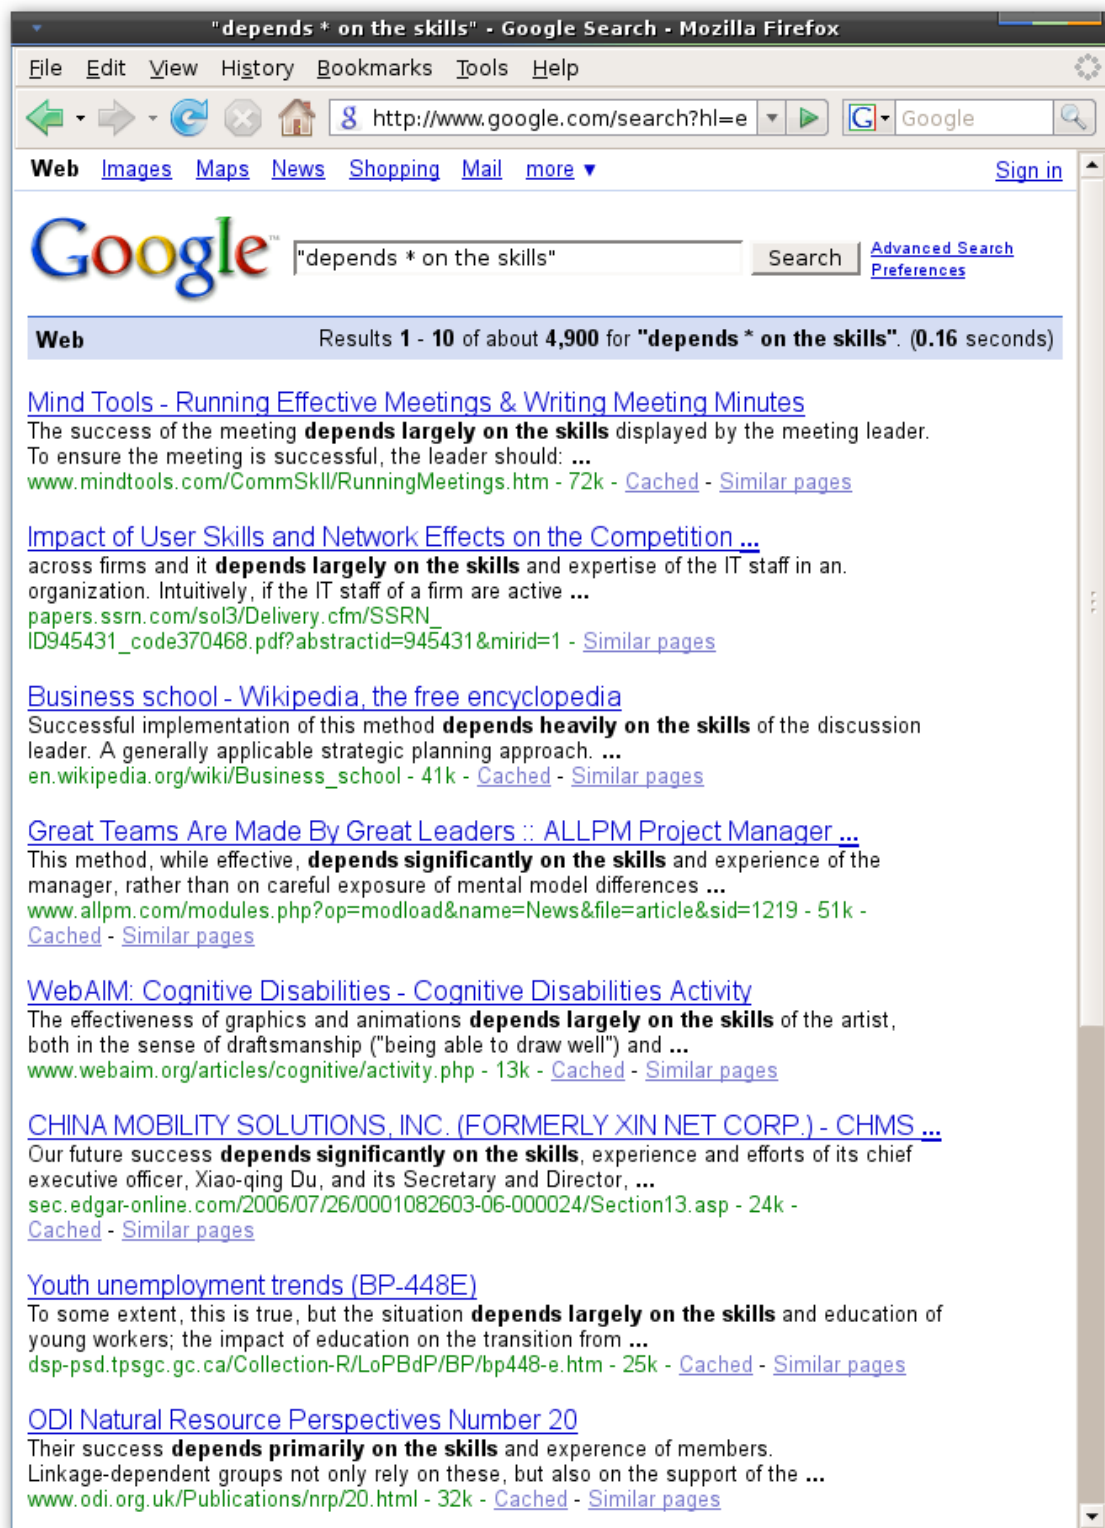 "depends * on the skills" - Google Search - Mozilla Firefox
File Edit View History Bookmarks Tools Help
http://www.google.com/search?hl=e Google
Web Images Maps News Shopping Mail more ▼ Sign in
Google™ "depends * on the skills" Search Advanced Search
Preferences
Web Results 1 - 10 of about 4,900 for "depends * on the skills". (0.16 seconds)
Mind Tools - Running Effective Meetings & Writing Meeting Minutes
The success of the meeting depends largely on the skills displayed by the meeting leader.
To ensure the meeting is successful, the leader should: ...
www.mindtools.com/CommSkll/RunningMeetings.htm - 72k - Cached - Similar pages
Impact of User Skills and Network Effects on the Competition ...
across firms and it depends largely on the skills and expertise of the IT staff in an.
organization. Intuitively, if the IT staff of a firm are active ...
papers.ssrn.com/sol3/Delivery.cfm/SSRN_
ID945431_code370468.pdf?abstractid=945431&mirid=1 - Similar pages
Business school - Wikipedia, the free encyclopedia
Successful implementation of this method depends heavily on the skills of the discussion
leader. A generally applicable strategic planning approach. ...
en.wikipedia.org/wiki/Business_school - 41k - Cached - Similar pages
Great Teams Are Made By Great Leaders :: ALLPM Project Manager ...
This method, while effective, depends significantly on the skills and experience of the
manager, rather than on careful exposure of mental model differences ...
www.allpm.com/modules.php?op=modload&name=News&file=article&sid=1219 - 51k -
Cached - Similar pages
WebAIM: Cognitive Disabilities - Cognitive Disabilities Activity
The effectiveness of graphics and animations depends largely on the skills of the artist,
both in the sense of draftsmanship ("being able to draw well") and ...
www.webaim.org/articles/cognitive/activity.php - 13k - Cached - Similar pages
CHINA MOBILITY SOLUTIONS, INC. (FORMERLY XIN NET CORP.) - CHMS ...
Our future success depends significantly on the skills, experience and efforts of its chief
executive officer, Xiao-qing Du, and its Secretary and Director, ...
sec.edgar-online.com/2006/07/26/0001082603-06-000024/Section13.asp - 24k -
Cached - Similar pages
Youth unemployment trends (BP-448E)
To some extent, this is true, but the situation depends largely on the skills and education of
young workers; the impact of education on the transition from ...
dsp-psd.tpsgc.gc.ca/Collection-R/LoPBdP/BP/bp448-e.htm - 25k - Cached - Similar pages
ODI Natural Resource Perspectives Number 20
Their success depends primarily on the skills and experence of members.
Linkage-dependent groups not only rely on these, but also on the support of the ...
www.odi.org.uk/Publications/nrp/20.html - 32k - Cached - Similar pages